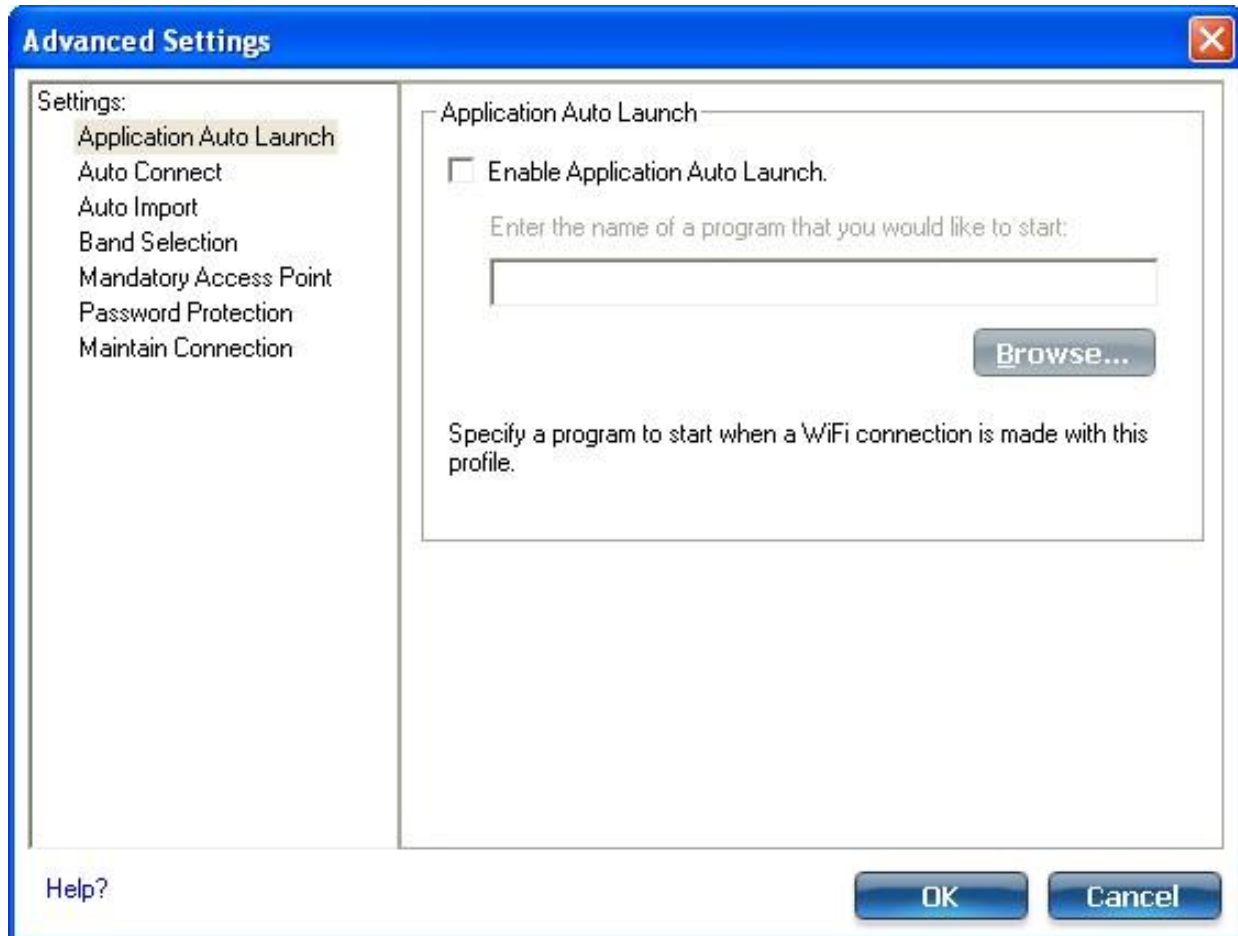 Advanced Settings
Settings:
Application Auto Launch
Auto Connect
Auto Import
Band Selection
Mandatory Access Point
Password Protection
Maintain Connection
Application Auto Launch
Enable Application Auto Launch.
Enter the name of a program that you would like to start:
Browse...
Specify a program to start when a WiFi connection is made with this
profile.
Help?
OK
Cancel